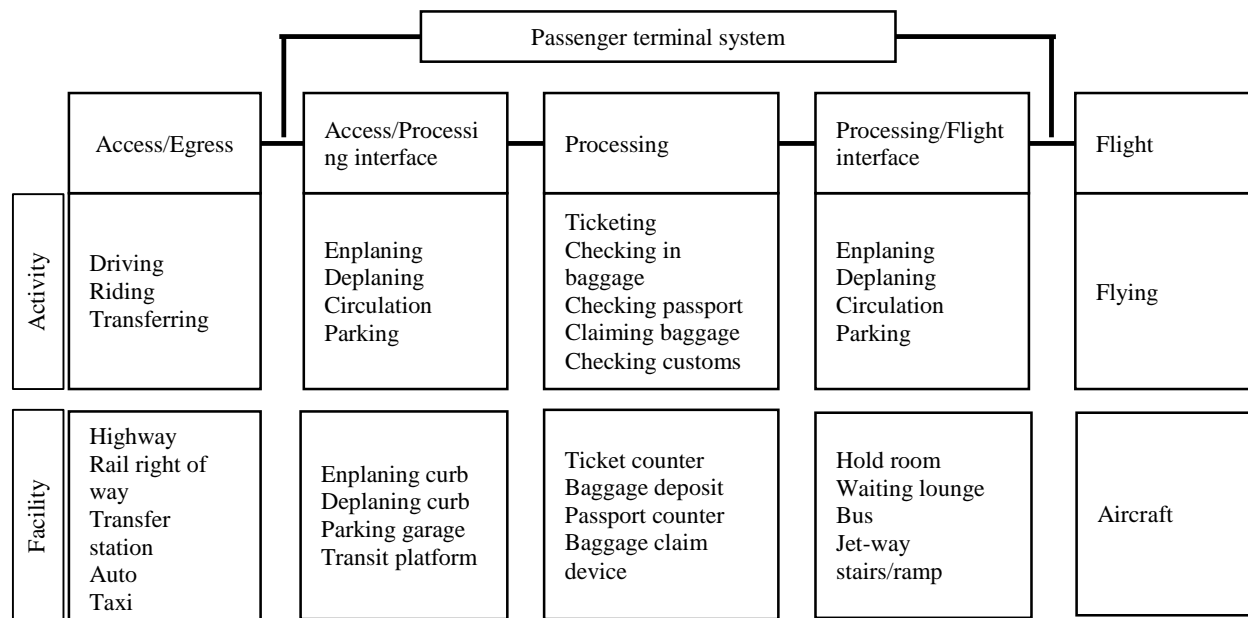 Passenger terminal system
Access/Egress
Access/Processi
ng interface
Processing
Processing/Flight
interface
Flight
Activity
Driving
Riding
Transferring
Enplaning
Deplaning
Circulation
Parking
Ticketing
Checking in
baggage
Checking passport
Claiming baggage
Checking customs
Enplaning
Deplaning
Circulation
Parking
Flying
Facility
Highway
Rail right of
way
Transfer
station
Auto
Taxi
Enplaning curb
Deplaning curb
Parking garage
Transit platform
Ticket counter
Baggage deposit
Passport counter
Baggage claim
device
Hold room
Waiting lounge
Bus
Jet-way
stairs/ramp
Aircraft